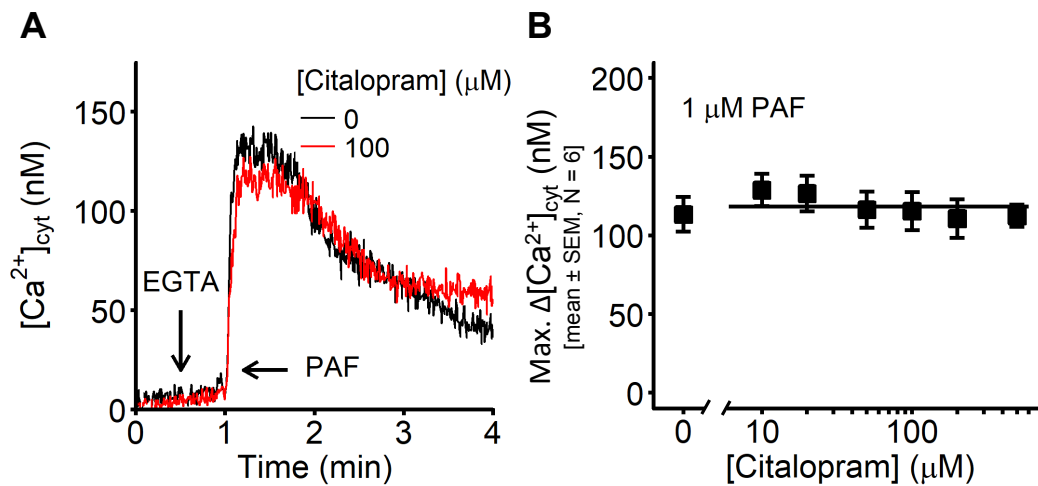 A
[Citalopram] (μM)
0
100
[Ca²⁺]cyt (nM)
150
100
50
0
EGTA
PAF
0 1 2 3 4
Time (min)
B
1 μM PAF
Max. Δ[Ca²⁺]cyt (nM)
[mean ± SEM, N = 6]
200
150
100
50
0
0 10 100
[Citalopram] (μM)